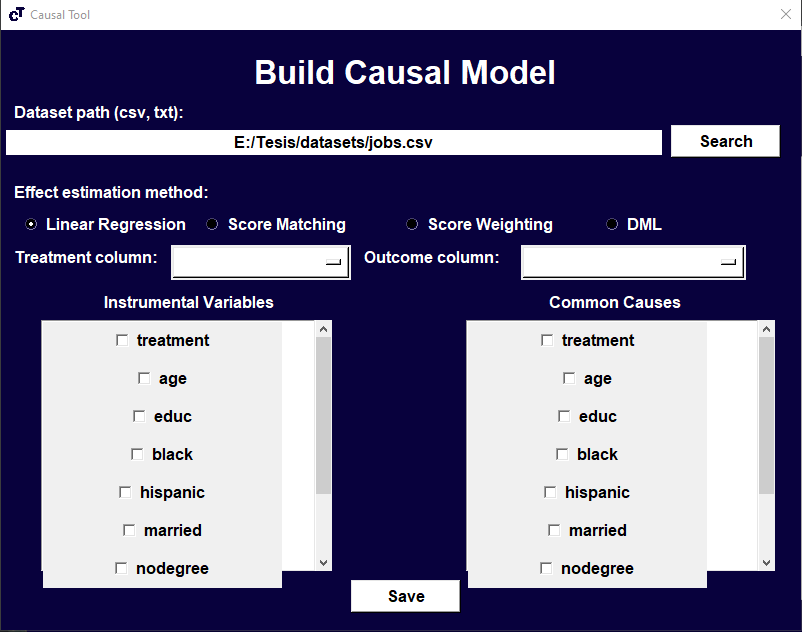 cT Causal Tool
Build Causal Model
Dataset path (csv, txt):
E:/Tesis/datasets/jobs.csv Search
Effect estimation method:
Linear Regression Score Matching Score Weighting DML
Treatment column: Outcome column:
Instrumental Variables Common Causes
treatment treatment
age age
educ educ
black black
hispanic hispanic
married married
nodegree nodegree
Save